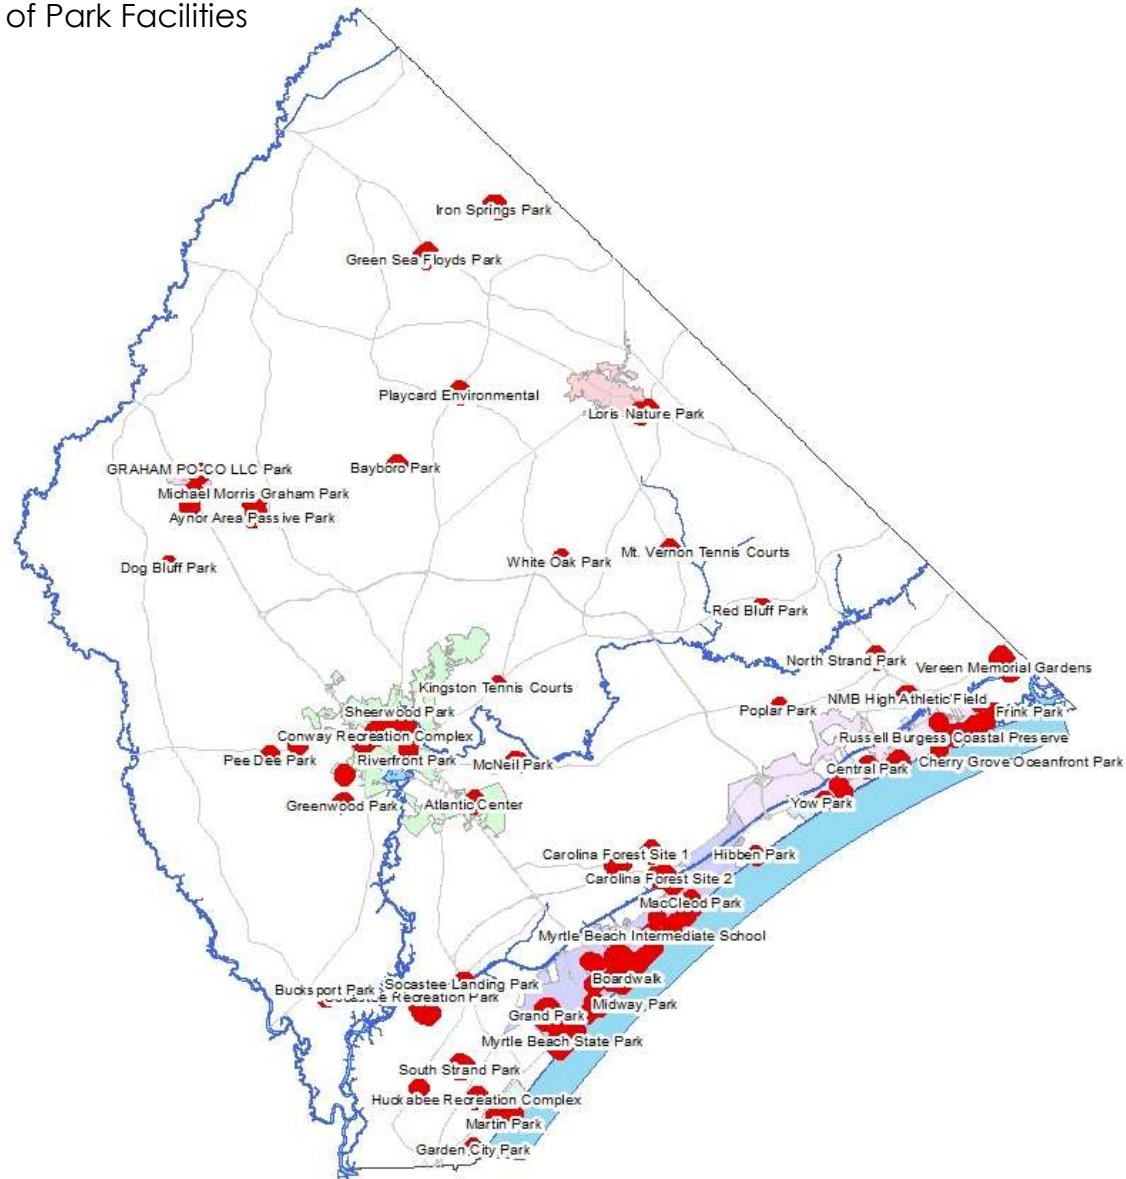 of Park Facilities
Iron Springs Park
Green Sea Floyds Park
Playcard Environmental
Loris Nature Park
GRAHAM PO CO LLC Park
Bayboro Park
Michael Morris Graham Park
Aynor Area Passive Park
White Oak Park
Mt. Vernon Tennis Courts
Dog Bluff Park
Red Bluff Park
North Strand Park
Vereen Memorial Gardens
Kingston Tennis Courts
NMB High Athletic Field
Sheerwood Park
Poplar Park
Frink Park
Conway Recreation Complex
Russell Burgess Coastal Preserve
Pee Dee Park
Riverfront Park
McNeil Park
Central Park
Cherry Grove Oceanfront Park
Greenwood Park
Atlantic Center
Yow Park
Carolina Forest Site 1
Hibben Park
Carolina Forest Site 2
MacCleod Park
Myrtle Beach Intermediate School
Boardwalk
Socastee Landing Park
Bucksport Park
Socastee Recreation Park
Midway Park
Grand Park
Myrtle Beach State Park
South Strand Park
Huckabee Recreation Complex
Martin Park
Garden City Park